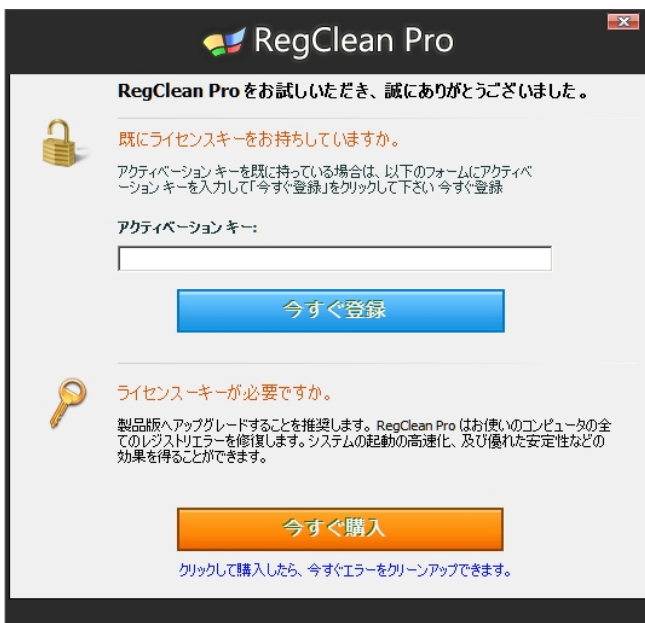 RegClean Pro
RegClean Pro をお試しいただき、誠にありがとうございました。
既にライセンスキーをお持ちしていますか。
アクティベーション キーを既に持っている場合は、以下のフォームにアクティベ
ーション キーを入力して「今すぐ登録」をクリックして下さい 今すぐ登録
アクティベーション キー:
今すぐ登録
ライセンスーキーが必要ですか。
製品版へアップグレードすることを推奨します。RegClean Pro はお使いのコンピュータの全
てのレジストリエラーを修復します。システムの起動の高速化、及び優れた安定性などの
効果を得ることができます。
今すぐ購入
クリックして購入したら、今すぐエラーをクリーンアップできます。